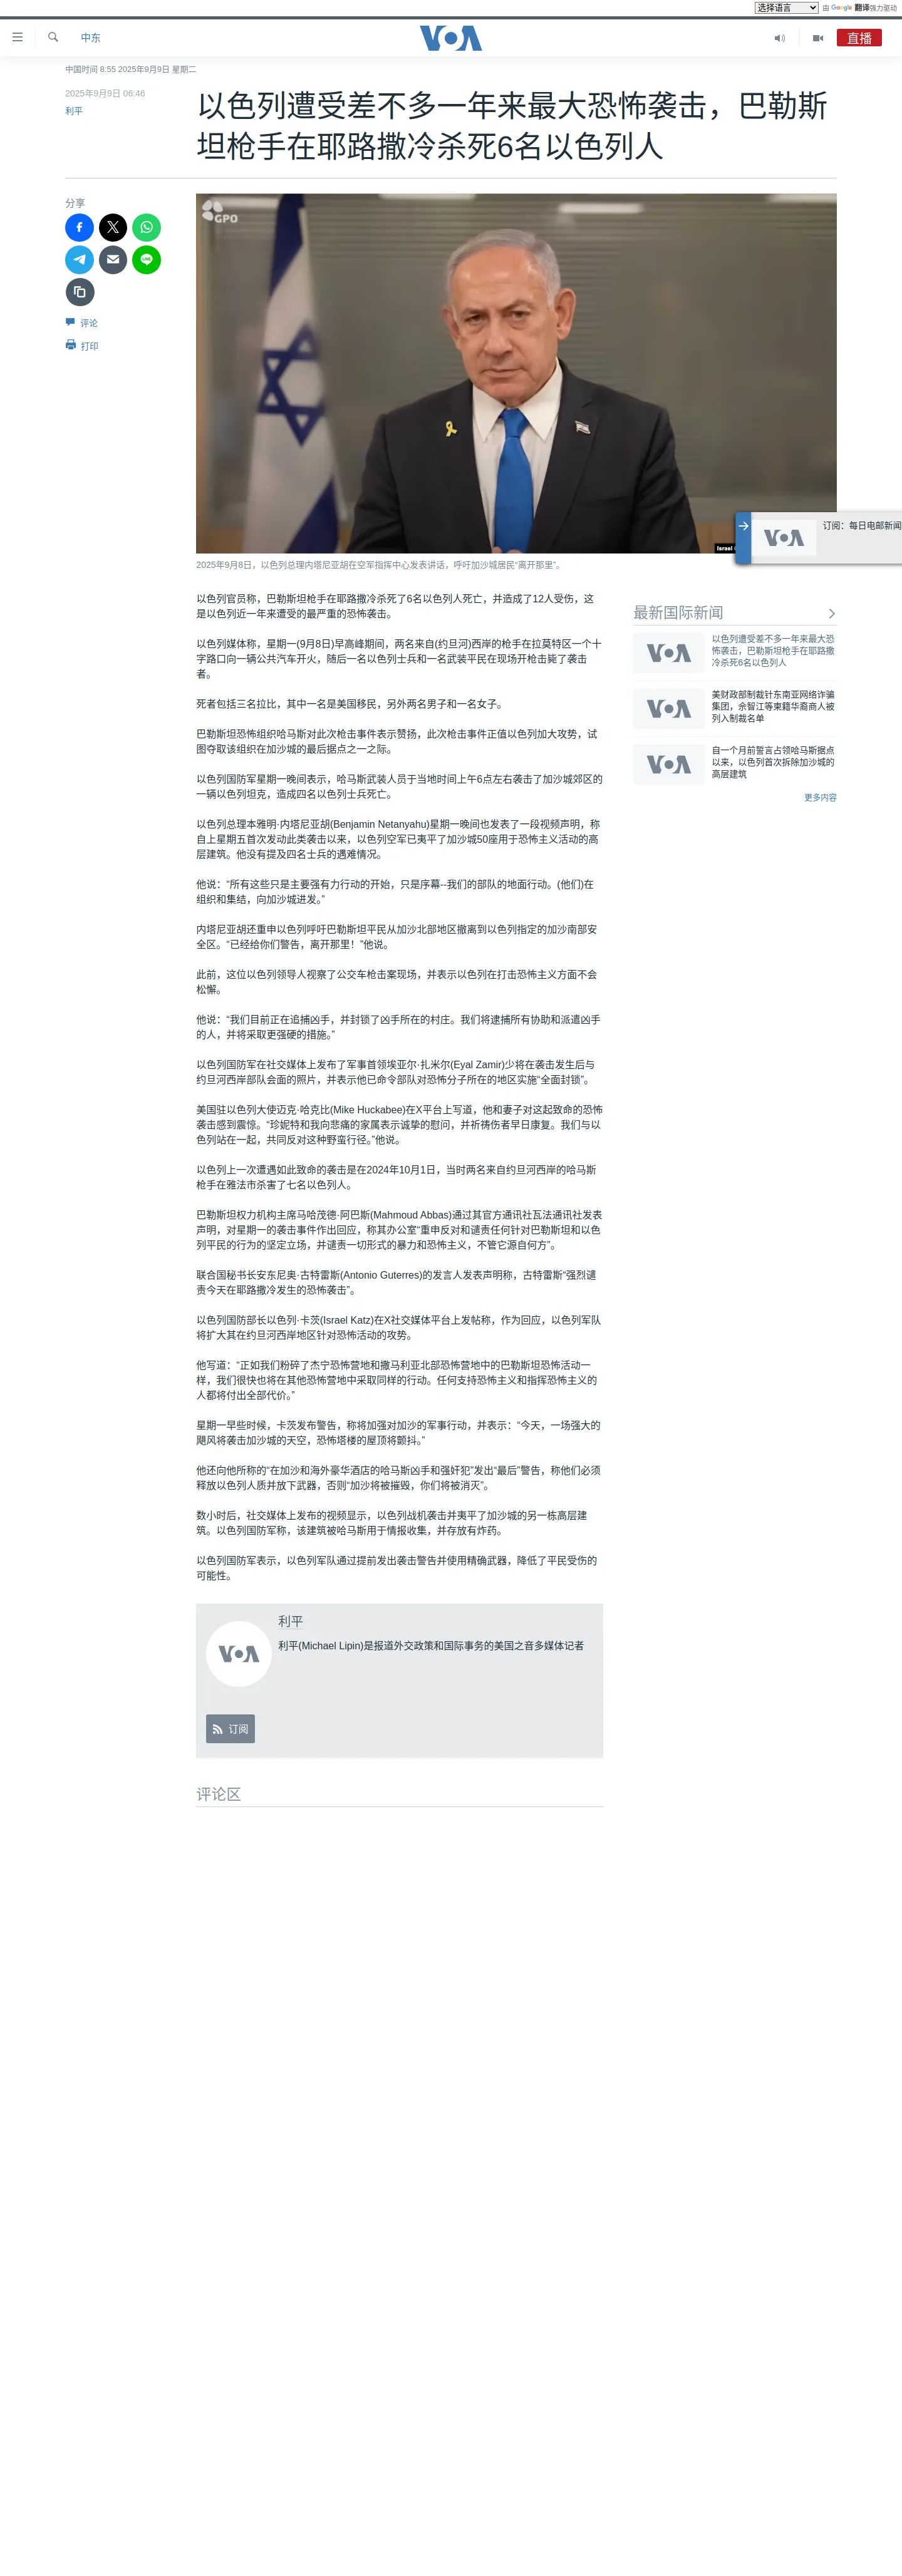 选择语言 由 Google 翻译强力驱动
中东
VOA
直播
中国时间 8:55 2025年9月9日 星期二
2025年9月9日 06:46
利平
以色列遭受差不多一年来最大恐怖袭击，巴勒斯
坦枪手在耶路撒冷杀死6名以色列人
分享
评论
打印
GPO
2025年9月8日，以色列总理内塔尼亚胡在空军指挥中心发表讲话，呼吁加沙城居民“离开那里”。
订阅：每日电邮新闻
以色列官员称，巴勒斯坦枪手在耶路撒冷杀死了6名以色列人死亡，并造成了12人受伤，这
是以色列近一年来遭受的最严重的恐怖袭击。
以色列媒体称，星期一(9月8日)早高峰期间，两名来自(约旦河)西岸的枪手在拉莫特区一个十
字路口向一辆公共汽车开火，随后一名以色列士兵和一名武装平民在现场开枪击毙了袭击
者。
死者包括三名拉比，其中一名是美国移民，另外两名男子和一名女子。
巴勒斯坦恐怖组织哈马斯对此次枪击事件表示赞扬，此次枪击事件正值以色列加大攻势，试
图夺取该组织在加沙城的最后据点之一之际。
以色列国防军星期一晚间表示，哈马斯武装人员于当地时间上午6点左右袭击了加沙城郊区的
一辆以色列坦克，造成四名以色列士兵死亡。
以色列总理本雅明·内塔尼亚胡(Benjamin Netanyahu)星期一晚间也发表了一段视频声明，称
自上星期五首次发动此类袭击以来，以色列空军已夷平了加沙城50座用于恐怖主义活动的高
层建筑。他没有提及四名士兵的遇难情况。
他说：“所有这些只是主要强有力行动的开始，只是序幕--我们的部队的地面行动。(他们)在
组织和集结，向加沙城进发。”
内塔尼亚胡还重申以色列呼吁巴勒斯坦平民从加沙北部地区撤离到以色列指定的加沙南部安
全区。“已经给你们警告，离开那里！”他说。
此前，这位以色列领导人视察了公交车枪击案现场，并表示以色列在打击恐怖主义方面不会
松懈。
他说：“我们目前正在追捕凶手，并封锁了凶手所在的村庄。我们将逮捕所有协助和派遣凶手
的人，并将采取更强硬的措施。”
以色列国防军在社交媒体上发布了军事首领埃亚尔·扎米尔(Eyal Zamir)少将在袭击发生后与
约旦河西岸部队会面的照片，并表示他已命令部队对恐怖分子所在的地区实施“全面封锁”。
美国驻以色列大使迈克·哈克比(Mike Huckabee)在X平台上写道，他和妻子对这起致命的恐怖
袭击感到震惊。“珍妮特和我向悲痛的家属表示诚挚的慰问，并祈祷伤者早日康复。我们与以
色列站在一起，共同反对这种野蛮行径。”他说。
以色列上一次遭遇如此致命的袭击是在2024年10月1日，当时两名来自约旦河西岸的哈马斯
枪手在雅法市杀害了七名以色列人。
巴勒斯坦权力机构主席马哈茂德·阿巴斯(Mahmoud Abbas)通过其官方通讯社瓦法通讯社发表
声明，对星期一的袭击事件作出回应，称其办公室“重申反对和谴责任何针对巴勒斯坦和以色
列平民的行为的坚定立场，并谴责一切形式的暴力和恐怖主义，不管它源自何方”。
联合国秘书长安东尼奥·古特雷斯(Antonio Guterres)的发言人发表声明称，古特雷斯“强烈谴
责今天在耶路撒冷发生的恐怖袭击”。
以色列国防部长以色列·卡茨(Israel Katz)在X社交媒体平台上发帖称，作为回应，以色列军队
将扩大其在约旦河西岸地区针对恐怖活动的攻势。
他写道：“正如我们粉碎了杰宁恐怖营地和撒马利亚北部恐怖营地中的巴勒斯坦恐怖活动一
样，我们很快也将在其他恐怖营地中采取同样的行动。任何支持恐怖主义和指挥恐怖主义的
人都将付出全部代价。”
星期一早些时候，卡茨发布警告，称将加强对加沙的军事行动，并表示：“今天，一场强大的
飓风将袭击加沙城的天空，恐怖塔楼的屋顶将颤抖。”
他还向他所称的“在加沙和海外豪华酒店的哈马斯凶手和强奸犯”发出“最后”警告，称他们必须
释放以色列人质并放下武器，否则“加沙将被摧毁，你们将被消灭”。
数小时后，社交媒体上发布的视频显示，以色列战机袭击并夷平了加沙城的另一栋高层建
筑。以色列国防军称，该建筑被哈马斯用于情报收集，并存放有炸药。
以色列国防军表示，以色列军队通过提前发出袭击警告并使用精确武器，降低了平民受伤的
可能性。
最新国际新闻
VOA
以色列遭受差不多一年来最大恐
怖袭击，巴勒斯坦枪手在耶路撒
冷杀死6名以色列人
VOA
美财政部制裁针东南亚网络诈骗
集团，佘智江等柬籍华裔商人被
列入制裁名单
VOA
自一个月前誓言占领哈马斯据点
以来，以色列首次拆除加沙城的
高层建筑
更多内容
VOA
利平
利平(Michael Lipin)是报道外交政策和国际事务的美国之音多媒体记者
订阅
评论区